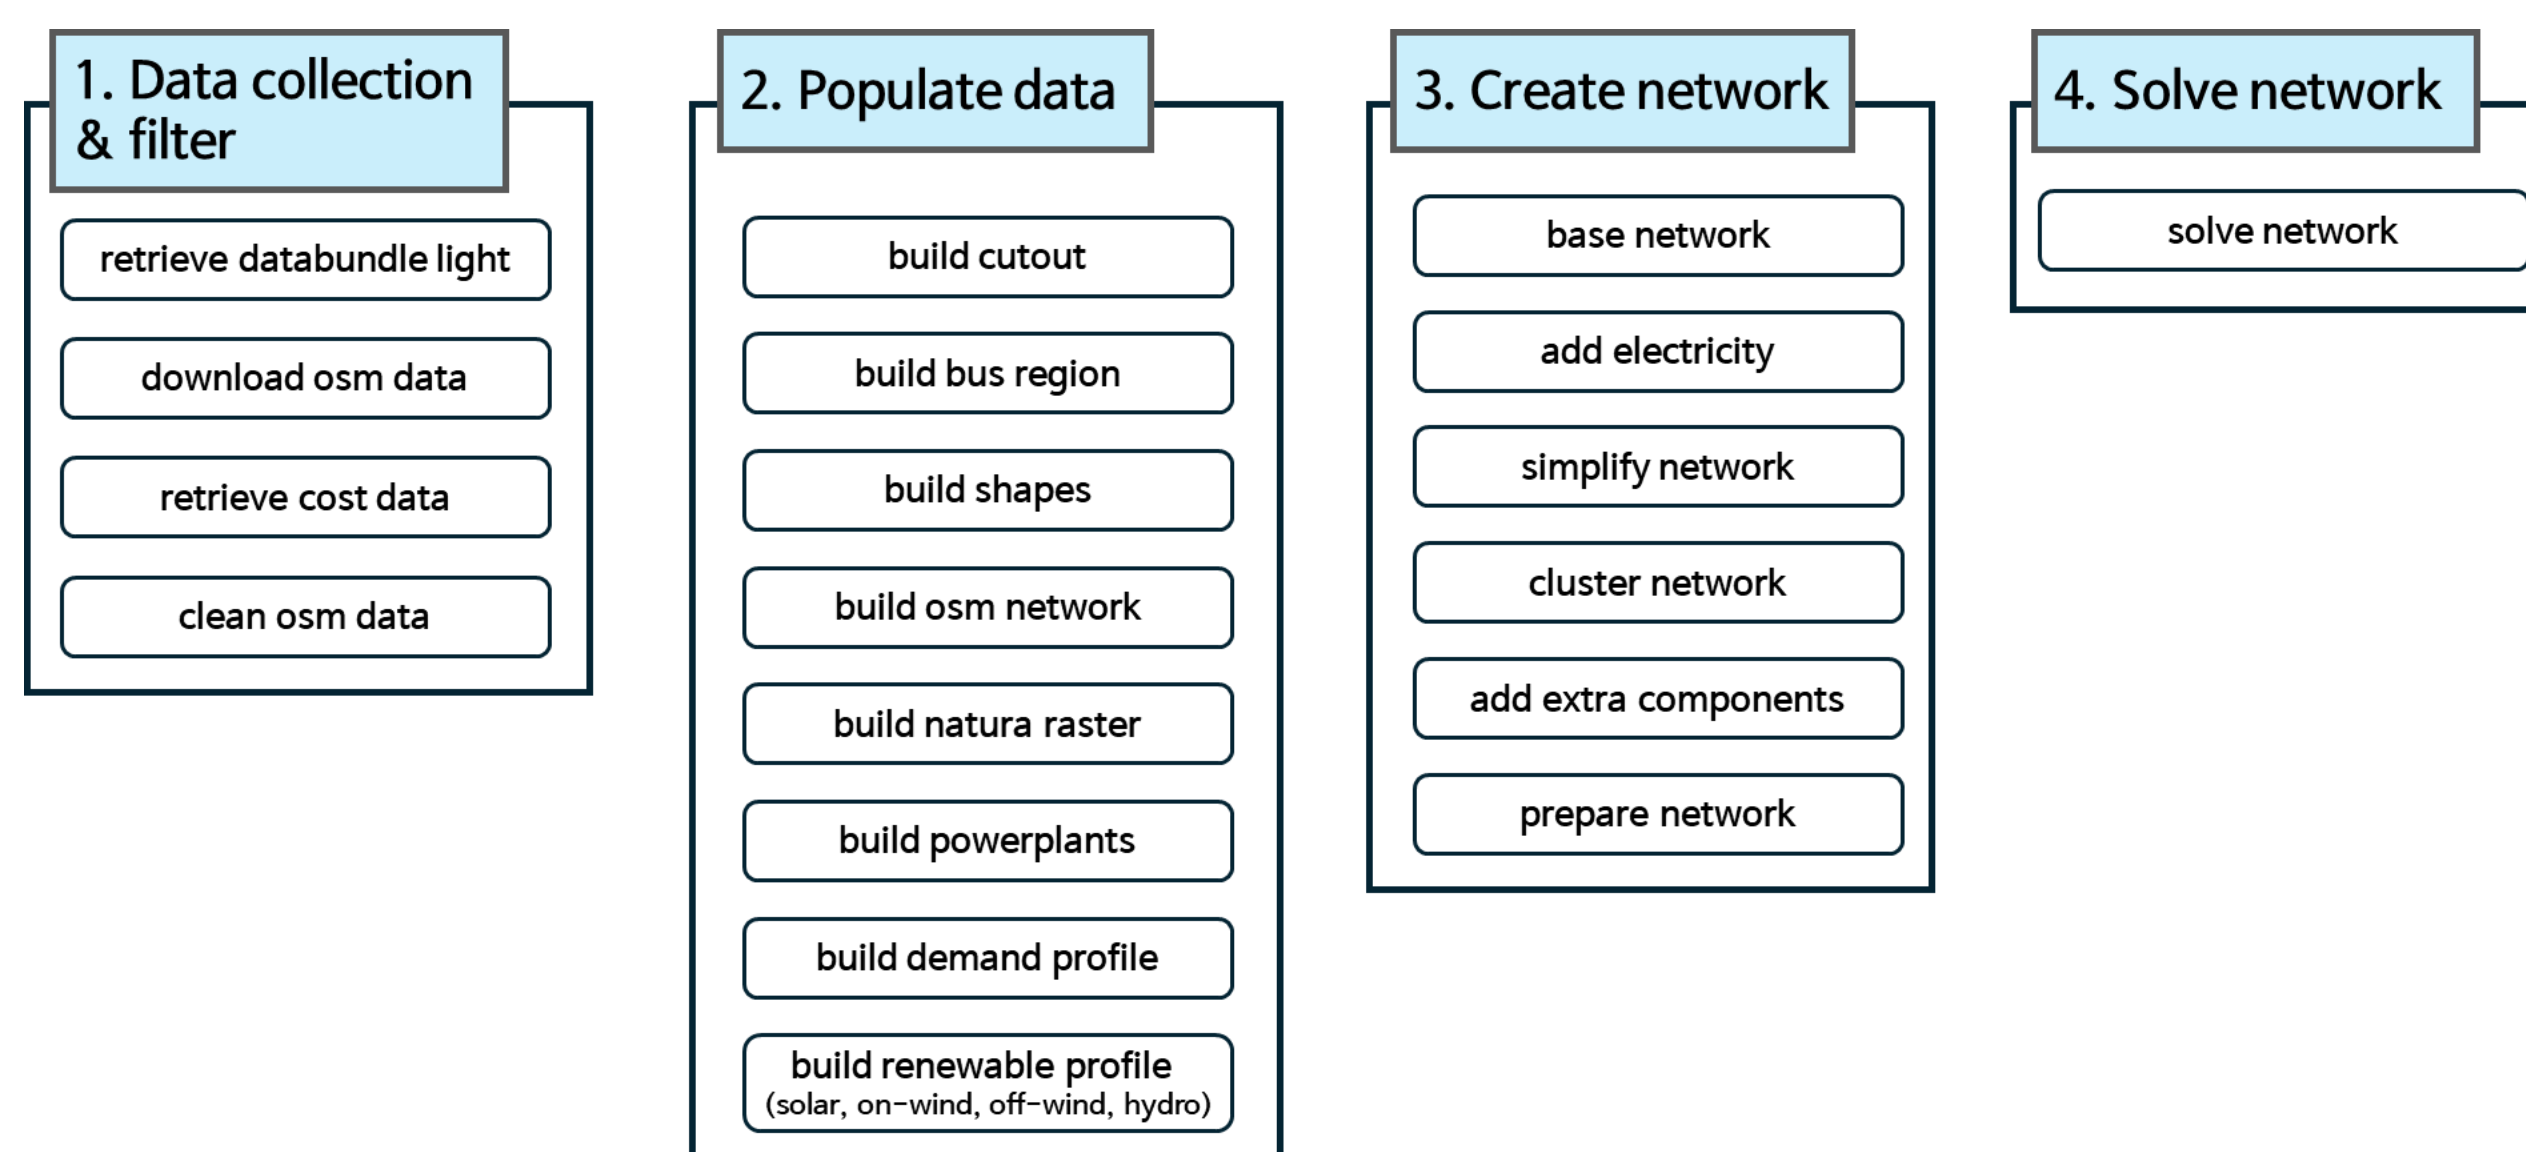 1. Data collection
& filter
retrieve databundle light
download osm data
retrieve cost data
clean osm data
2. Populate data
build cutout
build bus region
build shapes
build osm network
build natura raster
build powerplants
build demand profile
build renewable profile
(solar, on-wind, off-wind, hydro)
3. Create network
base network
add electricity
simplify network
cluster network
add extra components
prepare network
4. Solve network
solve network